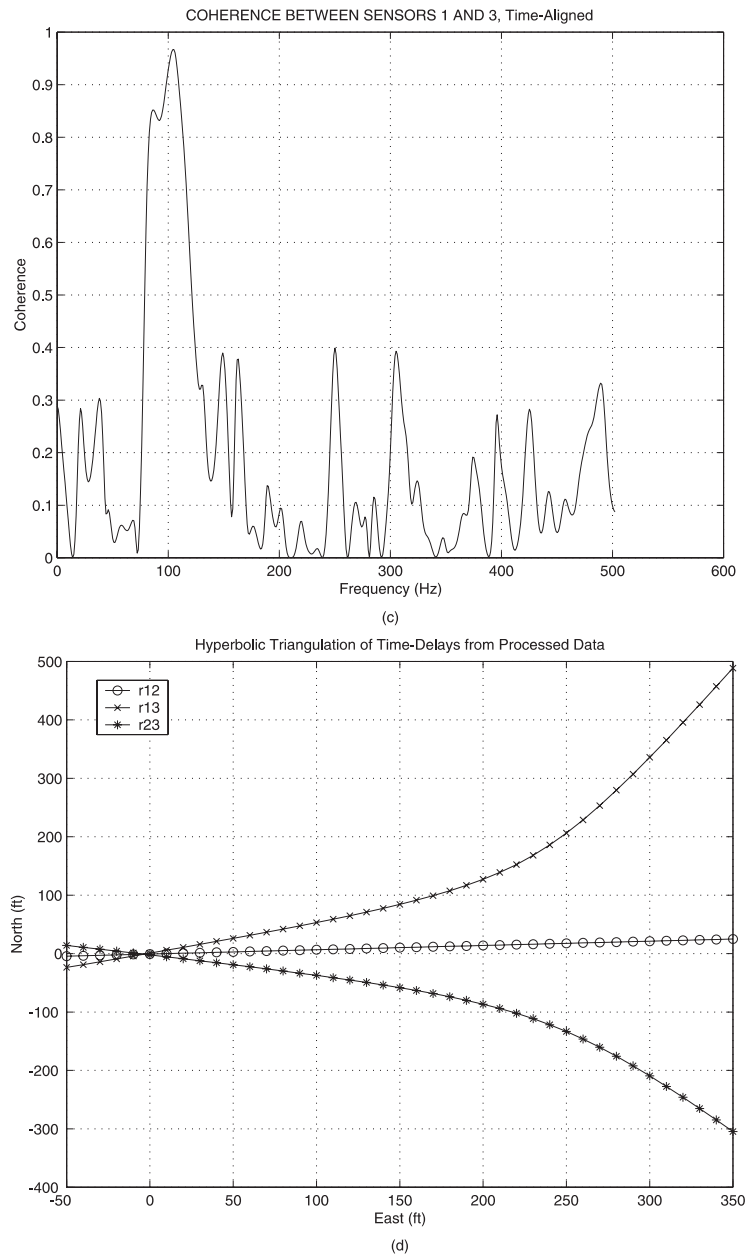 COHERENCE BETWEEN SENSORS 1 AND 3, Time-Aligned
1
0.9
0.8
0.7
0.6
0.5
0.4
0.3
0.2
0.1
0
Coherence
0 100 200 300 400 500 600
Frequency (Hz)
(c)
Hyperbolic Triangulation of Time-Delays from Processed Data
500
400
300
200
100
0
-100
-200
-300
-400
North (ft)
r12
r13
r23
-50 0 50 100 150 200 250 300 350
East (ft)
(d)